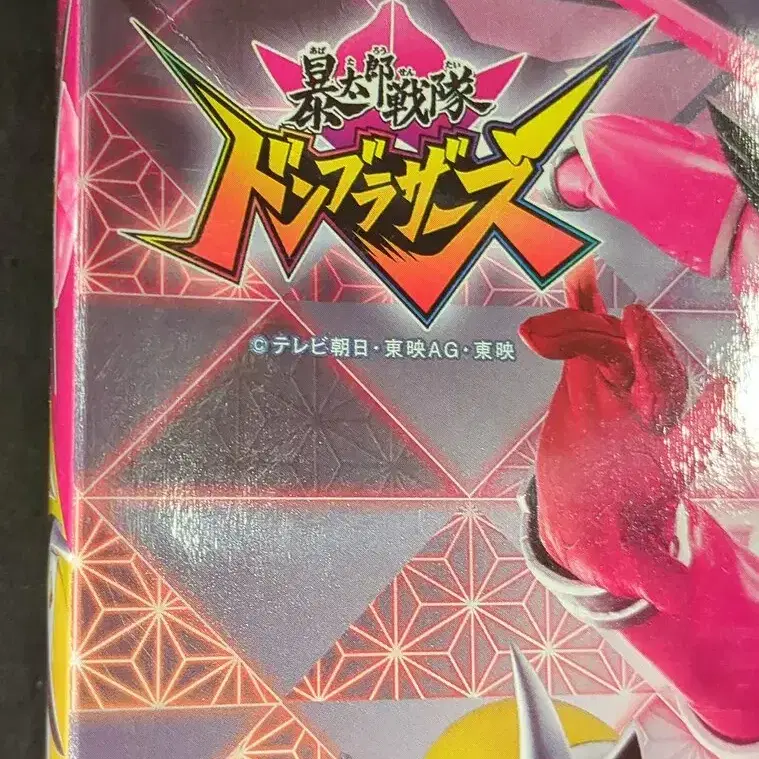 あば たろう せんたい
暴太郎戦隊
ドンブラザーズ
©テレビ朝日・東映AG・東映